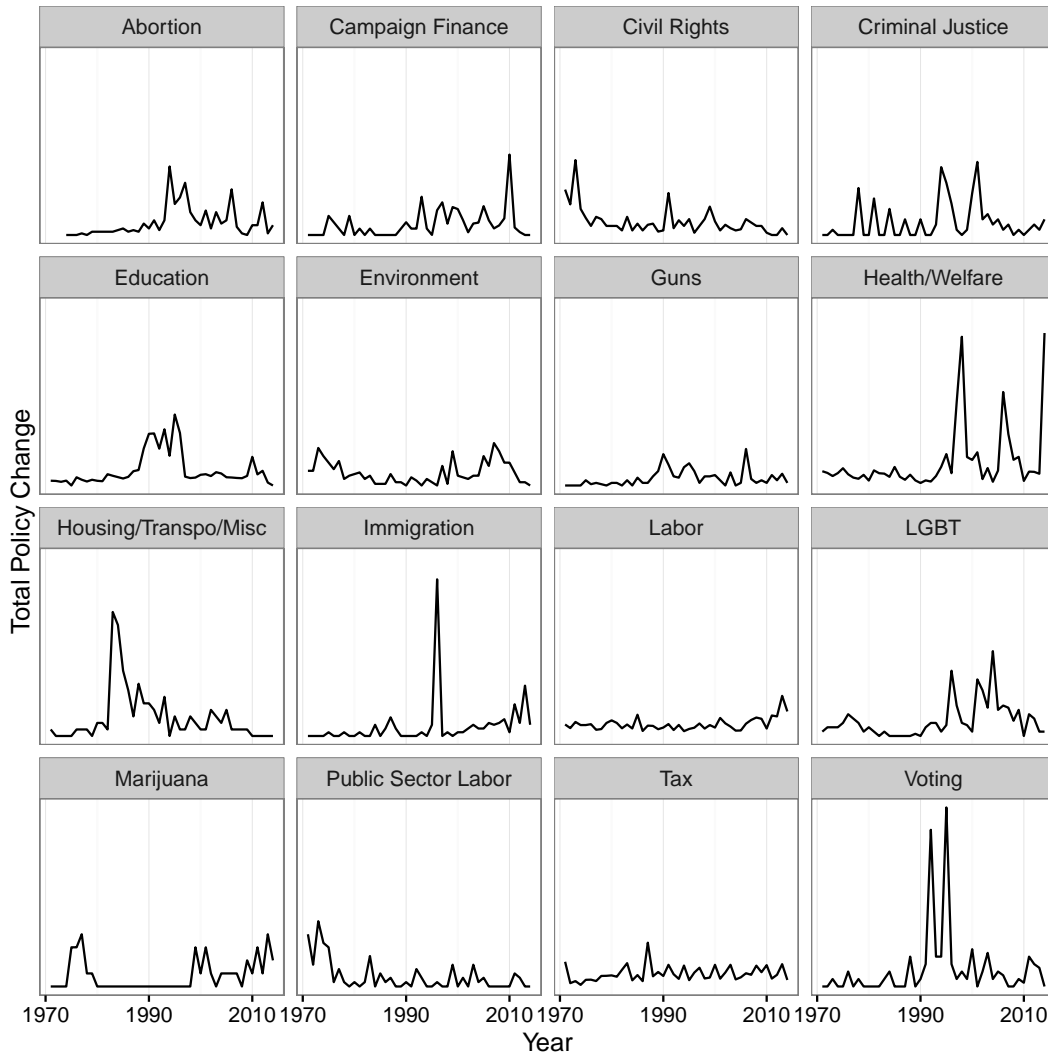 Abortion Campaign Finance Civil Rights Criminal Justice
Education Environment Guns Health/Welfare
Housing/Transpo/Misc Immigration Labor LGBT
Marijuana Public Sector Labor Tax Voting
1970 1990 2010 1970 1990 2010 1970 1990 2010 1970 1990 2010
Year
Total Policy Change